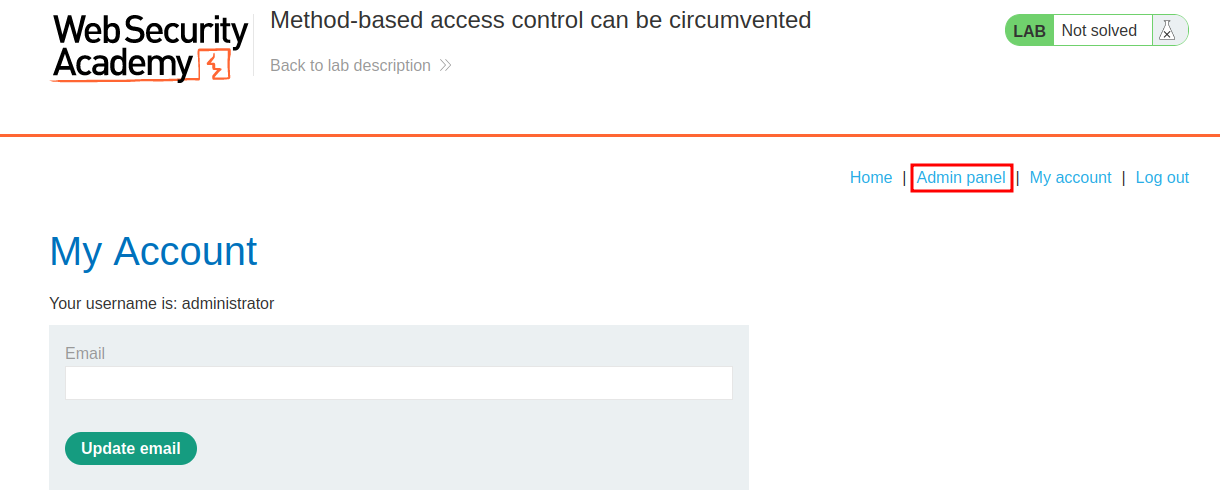 Web Security
Academy
Method-based access control can be circumvented
Back to lab description
LAB Not solved
Home | Admin panel | My account | Log out
My Account
Your username is: administrator
Email
Update email